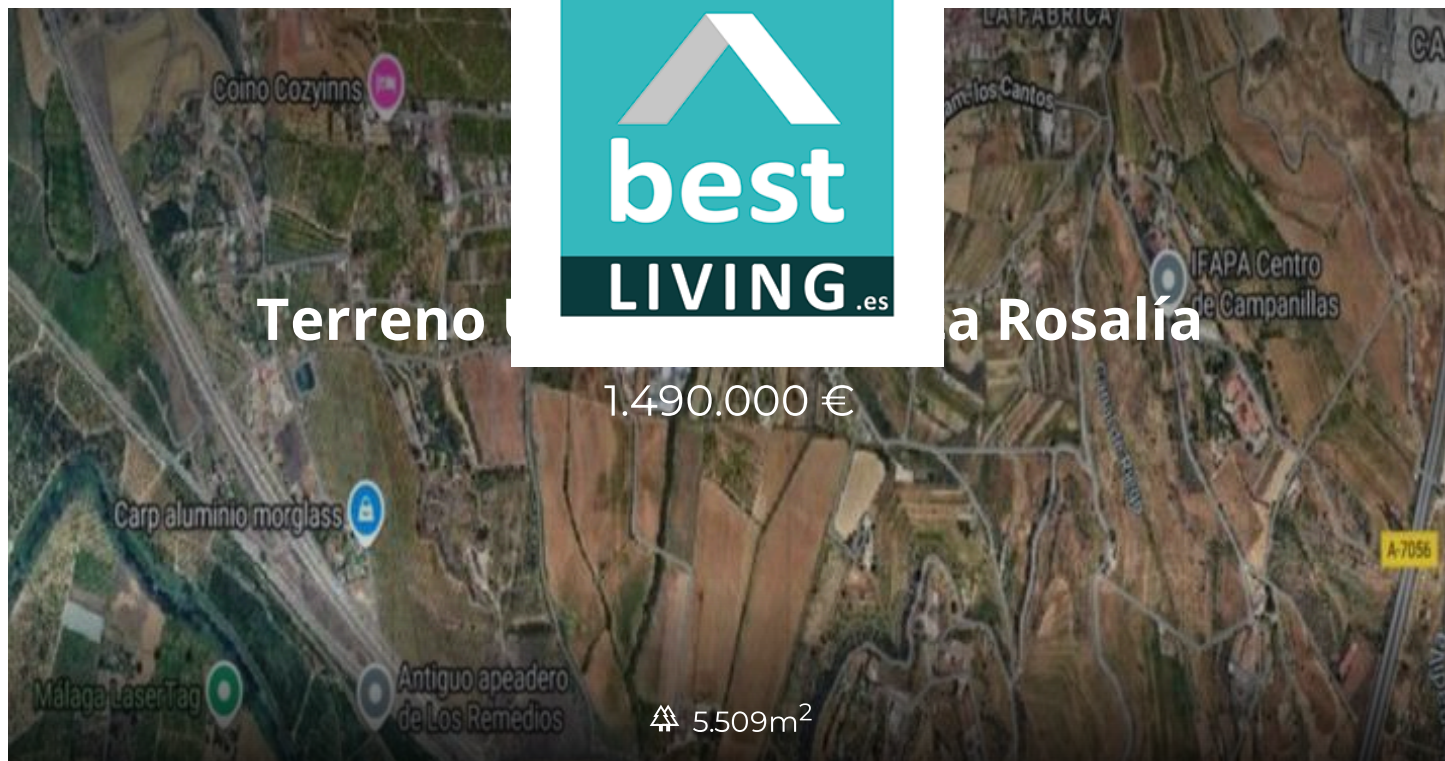 LA FABRICA
Coino Cozyinns
best
LIVING.es
IFAPA Centro
de Campanillas
Terreno
La Rosalía
1.490.000 €
Carp aluminio morglass
A-7056
Málaga LaserTag
Antiguo apeadero
de Los Remedios
5.509m²